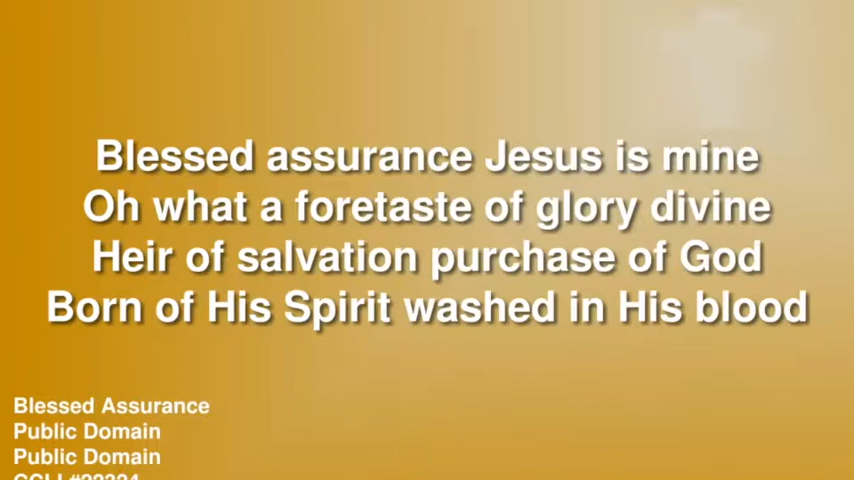 Blessed assurance Jesus is mine
Oh what a foretaste of glory divine
Heir of salvation purchase of God
Born of His Spirit washed in His blood
Blessed Assurance
Public Domain
Public Domain